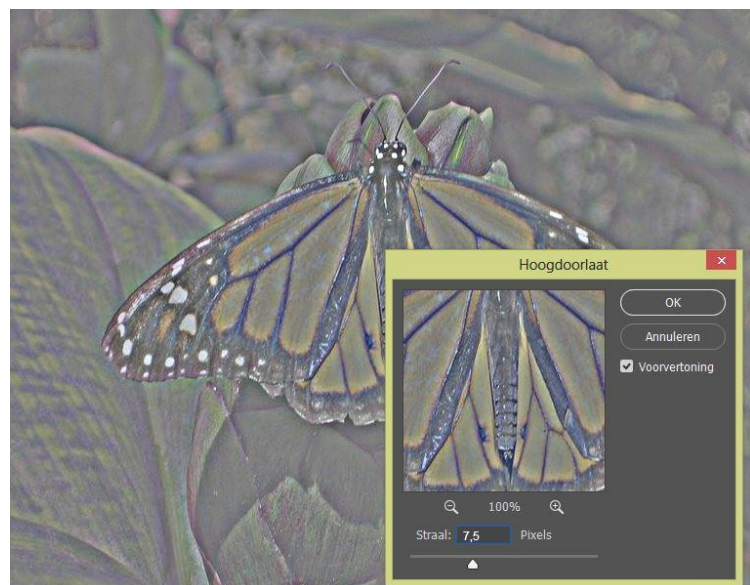 Hoogdoorlaat
OK
Annuleren
Voorvertoning
100%
Straal: 7,5 Pixels